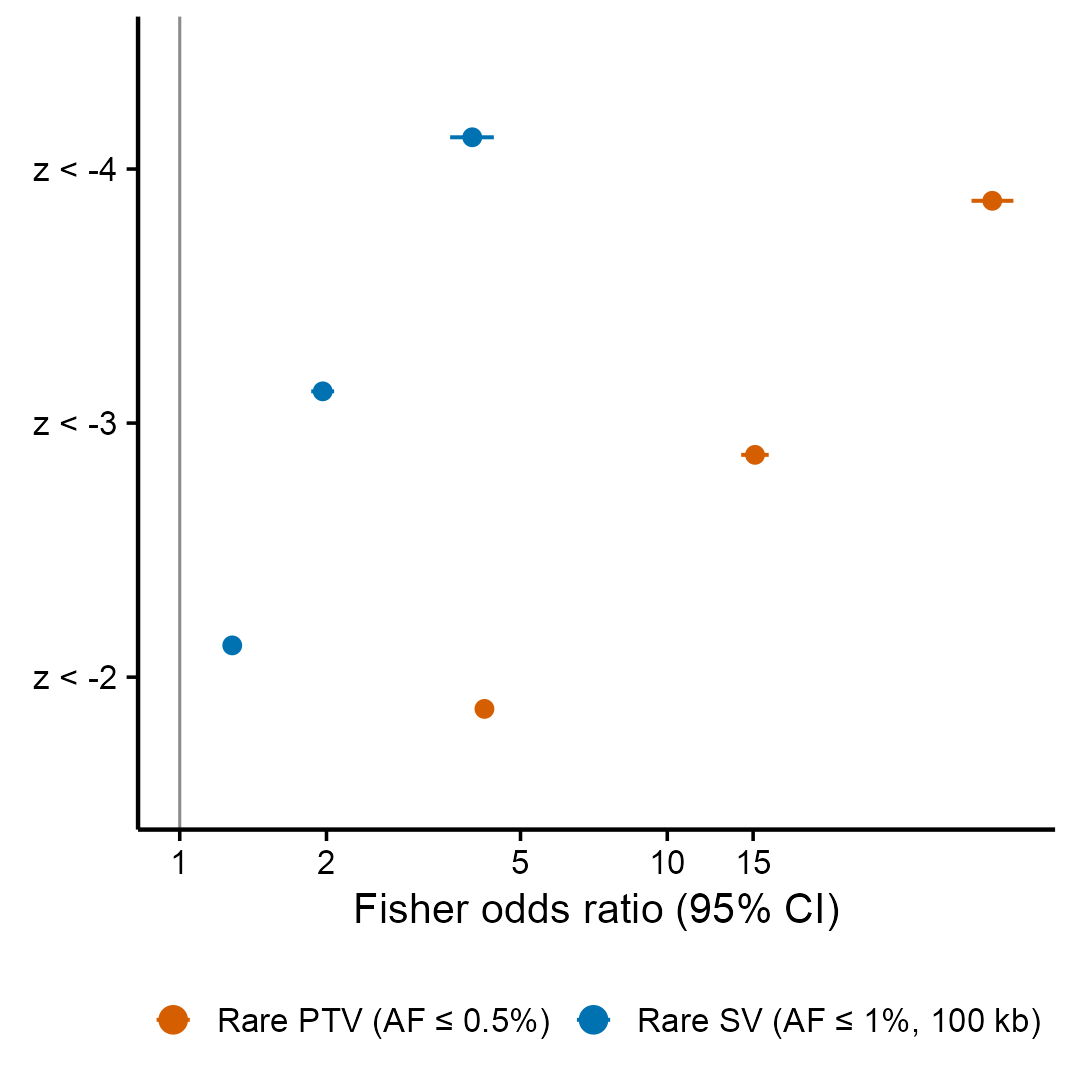 z < -4
z < -3
z < -2
1 2 5 10 15
Fisher odds ratio (95% CI)
Rare PTV (AF ≤ 0.5%) Rare SV (AF ≤ 1%, 100 kb)